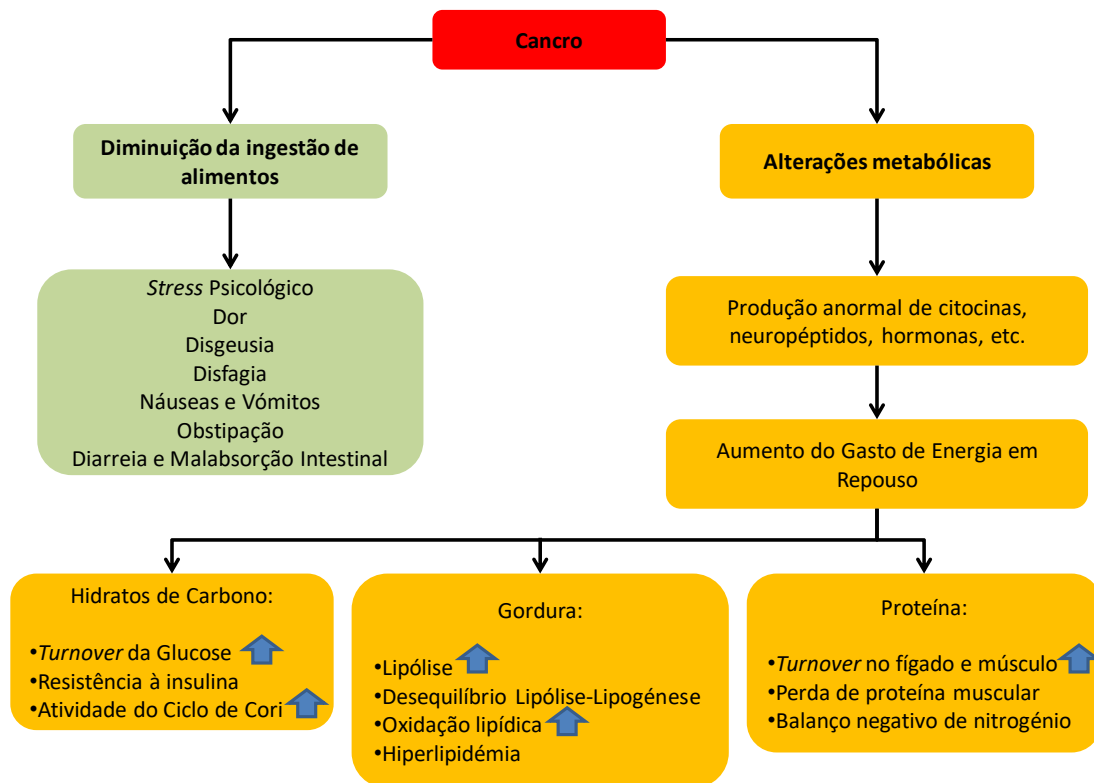 Cancro
Diminuição da ingestão de
alimentos
Alterações metabólicas
Stress Psicológico
Dor
Disgeusia
Disfagia
Náuseas e Vómitos
Obstipação
Diarreia e Malabsorção Intestinal
Produção anormal de citocinas,
neuropéptidos, hormonas, etc.
Aumento do Gasto de Energia em
Repouso
Hidratos de Carbono:
•Turnover da Glucose
•Resistência à insulina
•Atividade do Ciclo de Cori
Gordura:
•Lipólise
•Desequilíbrio Lipólise-Lipogénese
•Oxidação lipídica
•Hiperlipidémia
Proteína:
•Turnover no fígado e músculo
•Perda de proteína muscular
•Balanço negativo de nitrogénio